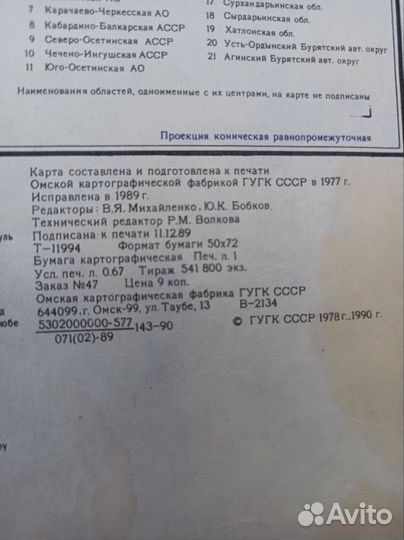 7 Карачаево-Черкесская АО
8 Кабардино-Балкарская АССР
9 Северо-Осетинская АССР
10 Чечено-Ингушская АССР
11 Юго-Осетинская АО
17 Сурхандарьинская обл.
18 Сырдарьинская обл.
19 Хатлонская обл.
20 Усть-Ордынский Бурятский авт. округ
21 Агинский Бурятский авт. округ
Наименования областей, одноименные с их центрами, на карте не подписаны
Проекция коническая равнопромежуточная
Карта составлена и подготовлена к печати
Омской картографической фабрикой ГУГК СССР в 1977 г.
Исправлена в 1989 г.
Редакторы: В.Я. Михайленко, Ю.К. Бобков.
Технический редактор Р.М. Волкова
Подписана к печати 11.12.89
Т-11994 Формат бумаги 50х72
Бумага картографическая Печ. л. 1
Усл. печ. л. 0.67 Тираж 541 800 экз.
Заказ №47 Цена 9 коп.
Омская картографическая фабрика ГУГК СССР
644099, г. Омск-99, ул. Таубе, 13 В-2134
5302000000-577
071(02)-89
143-90
© ГУГК СССР 1978 г., 1990 г.
Avito